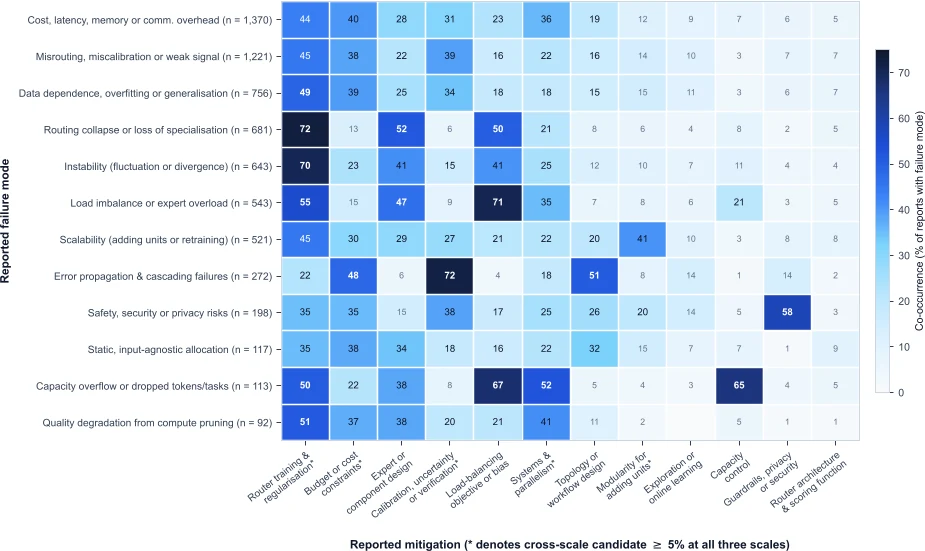 Reported failure mode
Cost, latency, memory or comm. overhead (n = 1,370) 44 40 28 31 23 36 19 12 9 7 6 5
Misrouting, miscalibration or weak signal (n = 1,221) 45 38 22 39 16 22 16 14 10 3 7 7
Data dependence, overfitting or generalisation (n = 756) 49 39 25 34 18 18 15 15 11 3 6 7
Routing collapse or loss of specialisation (n = 681) 72 13 52 6 50 21 8 6 4 8 2 5
Instability (fluctuation or divergence) (n = 643) 70 23 41 15 41 25 12 10 7 11 4 4
Load imbalance or expert overload (n = 543) 55 15 47 9 71 35 7 8 6 21 3 5
Scalability (adding units or retraining) (n = 521) 45 30 29 27 21 22 20 41 10 3 8 8
Error propagation & cascading failures (n = 272) 22 48 6 72 4 18 51 8 14 1 14 2
Safety, security or privacy risks (n = 198) 35 35 15 38 17 25 26 20 14 5 58 3
Static, input-agnostic allocation (n = 117) 35 38 34 18 16 22 32 15 7 7 1 9
Capacity overflow or dropped tokens/tasks (n = 113) 50 22 38 8 67 52 5 4 3 65 4 5
Quality degradation from compute pruning (n = 92) 51 37 38 20 21 41 11 2 5 1 1
Router training &
regularisation*
Budget or cost
constraints*
Expert or
component design
Calibration, uncertainty
or verification*
Load-balancing
objective or bias
Systems &
parallelism*
Topology or
workflow design
Modularity for
adding units*
Exploration or
online learning
Capacity
control
Guardrails, privacy
or security
Router architecture
& scoring function
Reported mitigation (* denotes cross-scale candidate ≥ 5% at all three scales)
70
60
50
40
30
20
10
0
Co-occurrence (% of reports with failure mode)